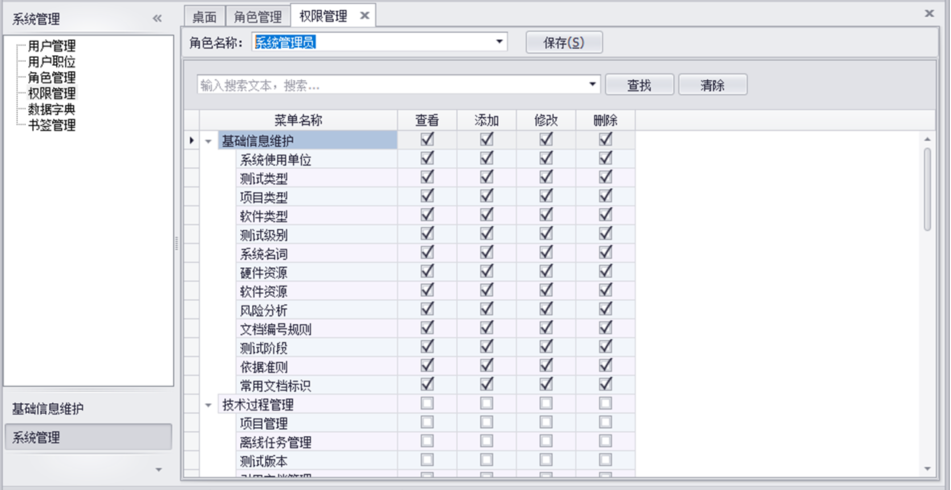 系统管理
用户管理
用户职位
角色管理
权限管理
数据字典
书签管理
基础信息维护
系统管理
桌面 角色管理 权限管理
角色名称： 系统管理员 保存(S)
输入搜索文本，搜索... 查找 清除
菜单名称 查看 添加 修改 删除
基础信息维护
系统使用单位
测试类型
项目类型
软件类型
测试级别
系统名词
硬件资源
软件资源
风险分析
文档编号规则
测试阶段
依据准则
常用文档标识
技术过程管理
项目管理
离线任务管理
测试版本